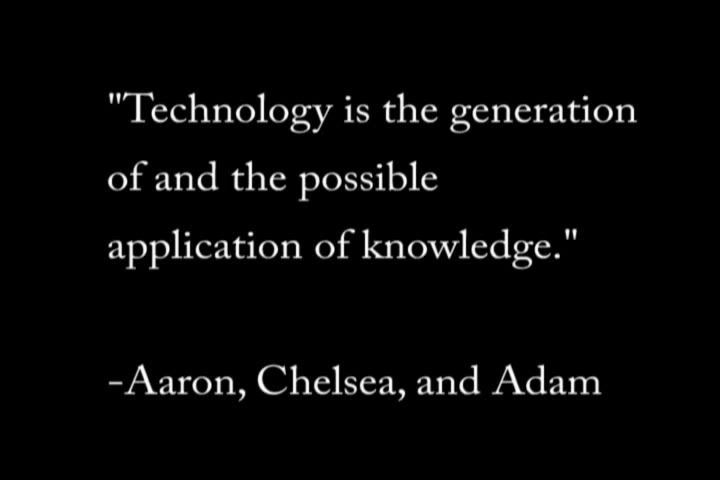 "Technology is the generation
of and the possible
application of knowledge."
-Aaron, Chelsea, and Adam